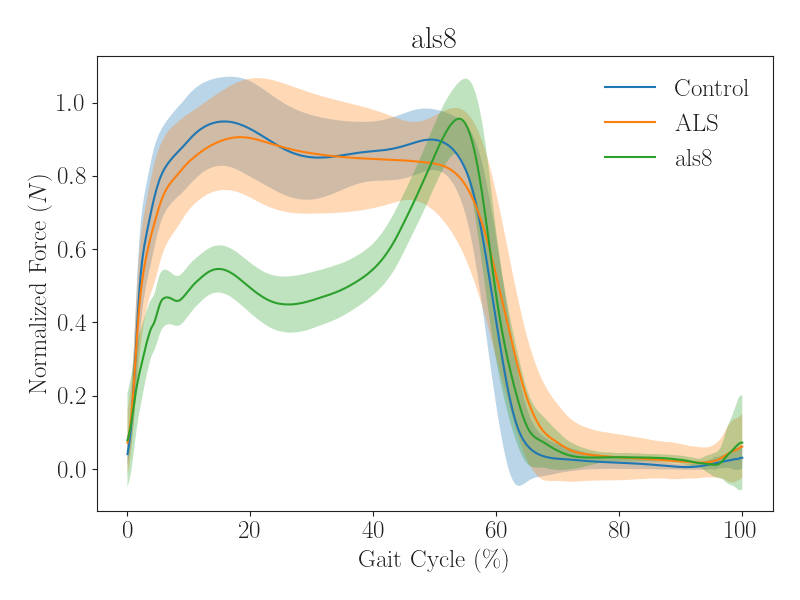 als8
Control
ALS
als8
Normalized Force (N)
1.0
0.8
0.6
0.4
0.2
0.0
0 20 40 60 80 100
Gait Cycle (%)